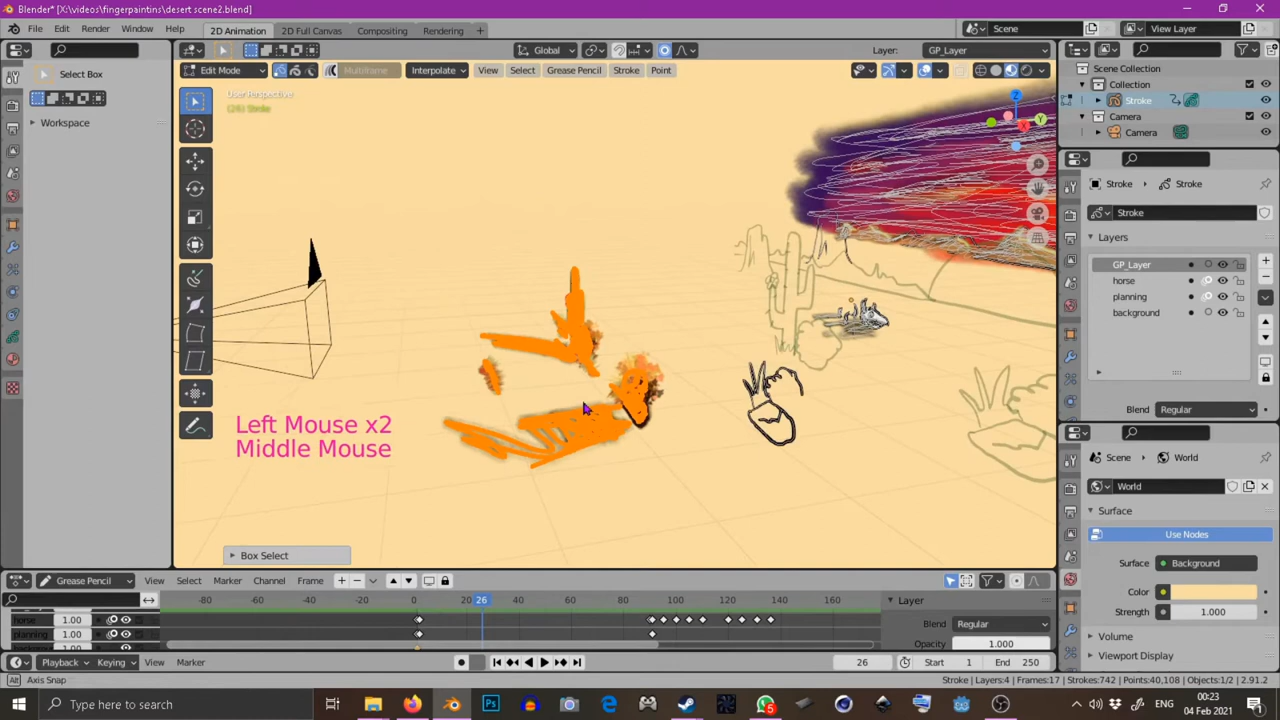 Blender* [X:\videos\fingerpaintins\desert scene2.blend]
File Edit Render Window Help 2D Animation 2D Full Canvas Compositing Rendering + Scene View Layer
Global Layer: GP_Layer
Edit Mode Multiframe Interpolate View Select Grease Pencil Stroke Point
Select Box
Workspace
User Perspective
(26) Stroke
Z
Y
X
Left Mouse x2
Middle Mouse
Box Select
Scene Collection
Collection
Stroke
Camera
Camera
Stroke Stroke
Stroke
Layers
GP_Layer
horse
planning
background
Blend Regular
Scene World
World
Surface
Use Nodes
Surface Background
Color
Strength 1.000
Volume
Viewport Display
Grease Pencil View Select Marker Channel Frame
-80 -60 -40 -20 0 20 26 40 60 80 100 120 140 160
horse 1.00
planning 1.00
Layer
Blend Regular
Opacity 1.000
Playback Keying View Marker 26 Start 1 End 250
Alt Axis Snap Stroke | Layers:4 | Frames:17 | Strokes:742 | Points:40,108 | Objects:1/2 | 2.91.2
Type here to search ENG 00:23 04 Feb 2021